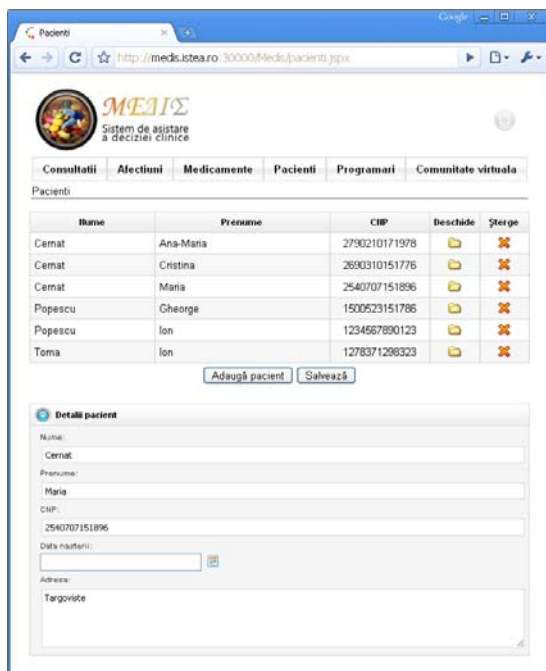 Pacienti
Google
http://medis.istea.ro:30000/Medis/pacienti.jspx
ΜΕΔΙΣ
Sistem de asistare
a deciziei clinice
Consultatii Afectiuni Medicamente Pacienti Programari Comunitate virtuala
Pacienti
Nume Prenume CNP Deschide Şterge
Cernat Ana-Maria 2790210171978
Cernat Cristina 2690310151776
Cernat Maria 2540707151896
Popescu Gheorge 1500523151786
Popescu Ion 1234567890123
Toma Ion 1278371298323
Adaugă pacient Salvează
Detalii pacient
Nume:
Cernat
Prenume:
Maria
CNP:
2540707151896
Data nasterii:
Adresa:
Targoviste